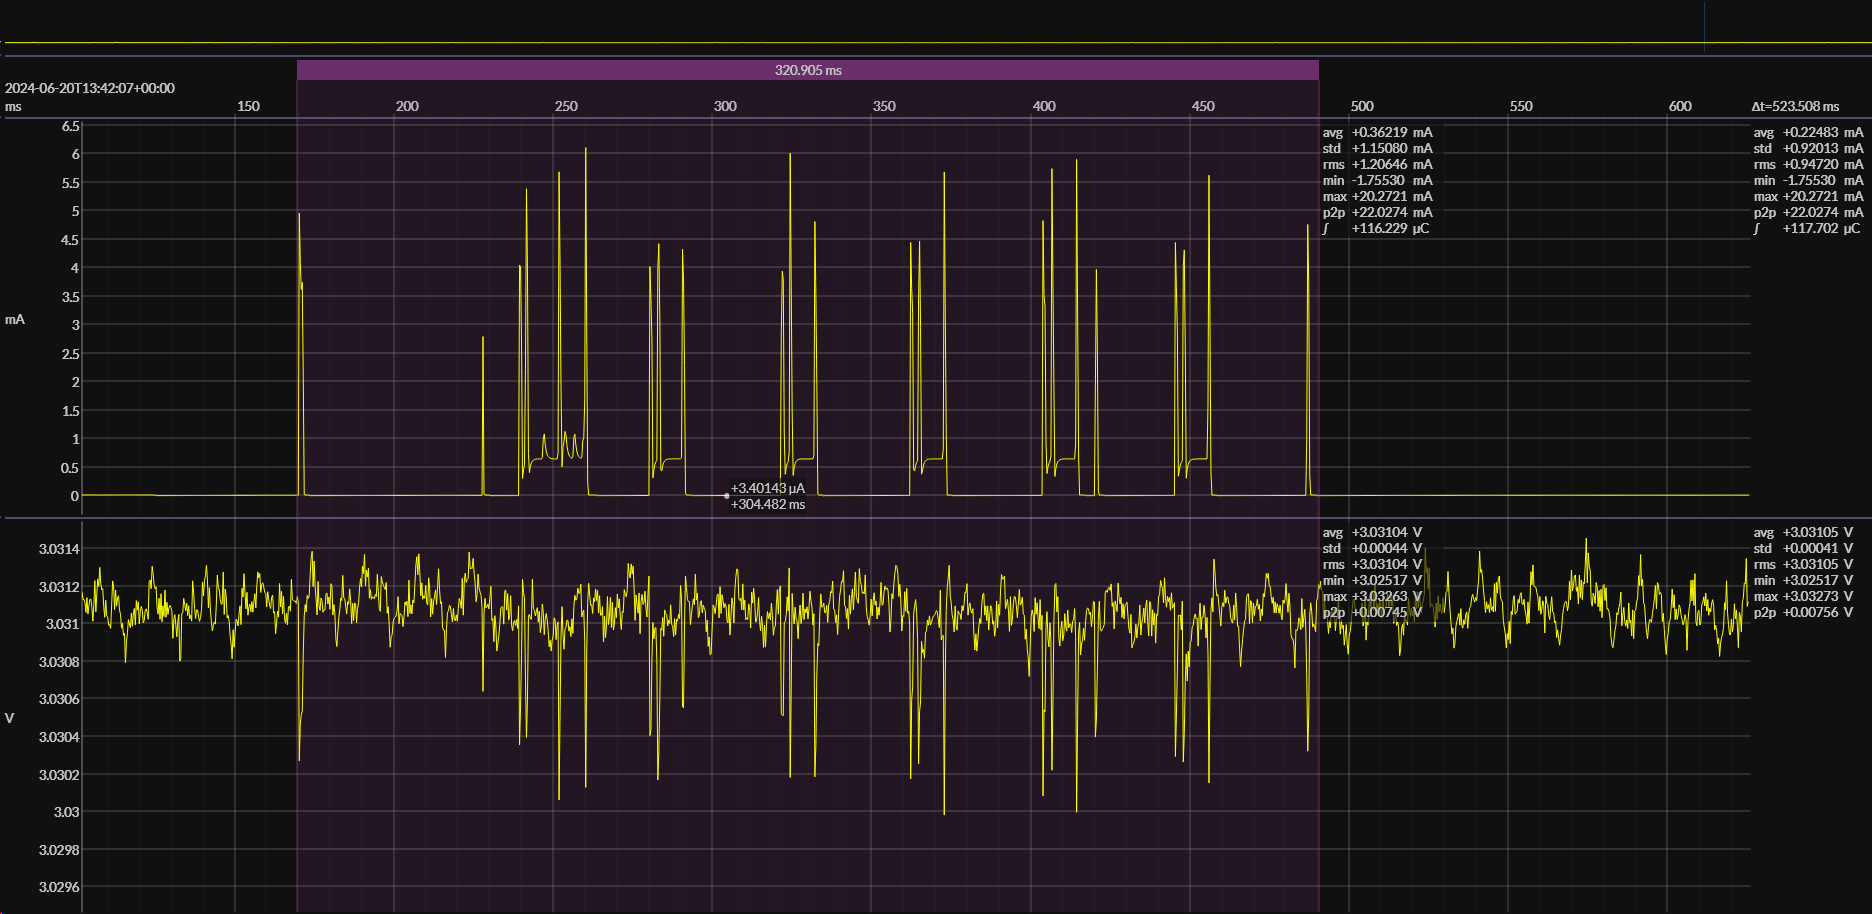 320.905 ms
2024-06-20T13:42:07+00:00
ms 150 200 250 300 350 400 450 500 550 600 Δt=523.508 ms
6.5
6
5.5
5
4.5
4
3.5
3
2.5
2
1.5
1
0.5
0
mA
avg +0.36219 mA
std +1.15080 mA
rms +1.20646 mA
min -1.75530 mA
max +20.2721 mA
p2p +22.0274 mA
∫ +116.229 µC
avg +0.22483 mA
std +0.92013 mA
rms +0.94720 mA
min -1.75530 mA
max +20.2721 mA
p2p +22.0274 mA
∫ +117.702 µC
+3.40143 µA
+304.482 ms
3.0314
3.0312
3.031
3.0308
3.0306
3.0304
3.0302
3.03
3.0298
3.0296
V
avg +3.03104 V
std +0.00044 V
rms +3.03104 V
min +3.02517 V
max +3.03263 V
p2p +0.00745 V
avg +3.03105 V
std +0.00041 V
rms +3.03105 V
min +3.02517 V
max +3.03273 V
p2p +0.00756 V